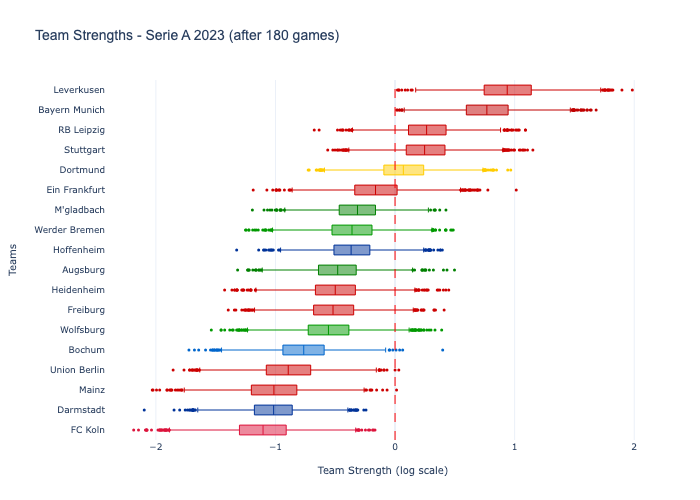 Team Strengths - Serie A 2023 (after 180 games)
Leverkusen
Bayern Munich
RB Leipzig
Stuttgart
Dortmund
Ein Frankfurt
M'gladbach
Werder Bremen
Hoffenheim
Augsburg
Heidenheim
Freiburg
Wolfsburg
Bochum
Union Berlin
Mainz
Darmstadt
FC Koln
Teams
−2 −1 0 1 2
Team Strength (log scale)